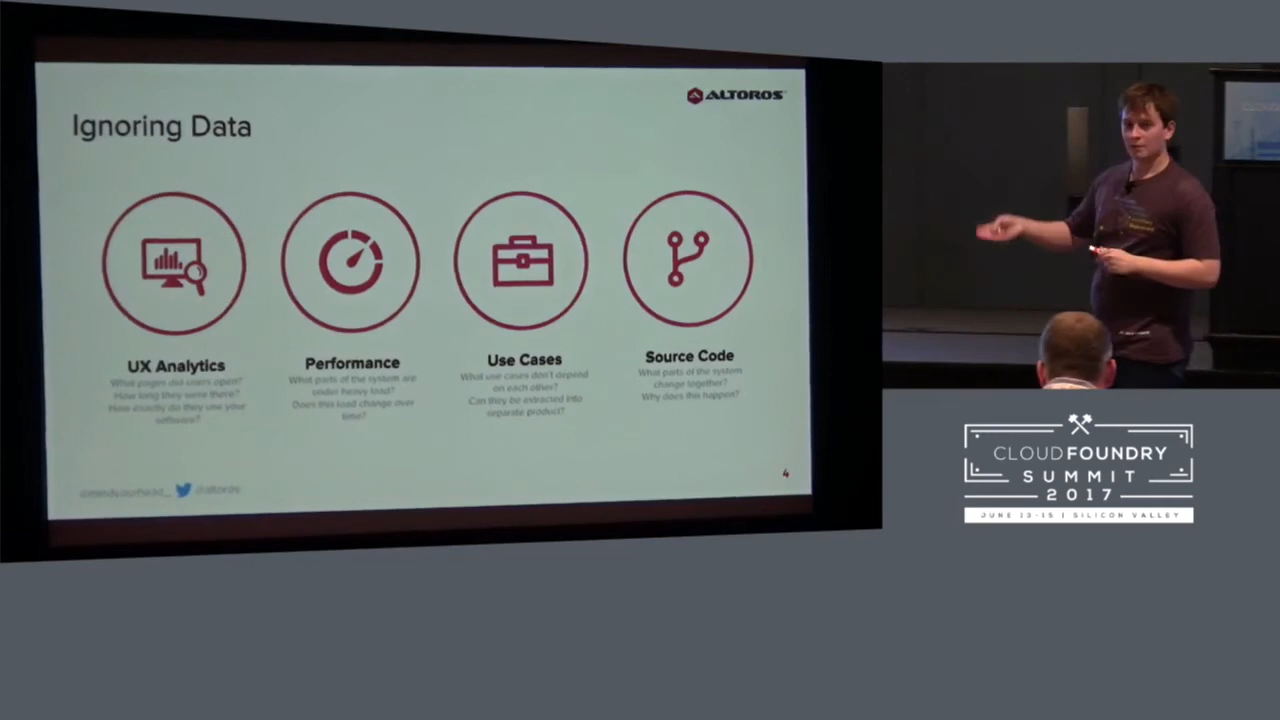 ALTOROS
Ignoring Data
UX Analytics
What pages did users open?
How long they were there?
How exactly do they use your
software?
Performance
What parts of the system are
under heavy load?
Does this load change over
time?
Use Cases
What use cases don't depend
on each other?
Can they be extracted into
separate product?
Source Code
What parts of the system
change together?
Why does this happen?
4
@altoros
CLOUD FOUNDRY
SUMMIT
2017
JUNE 13-15 | SILICON VALLEY